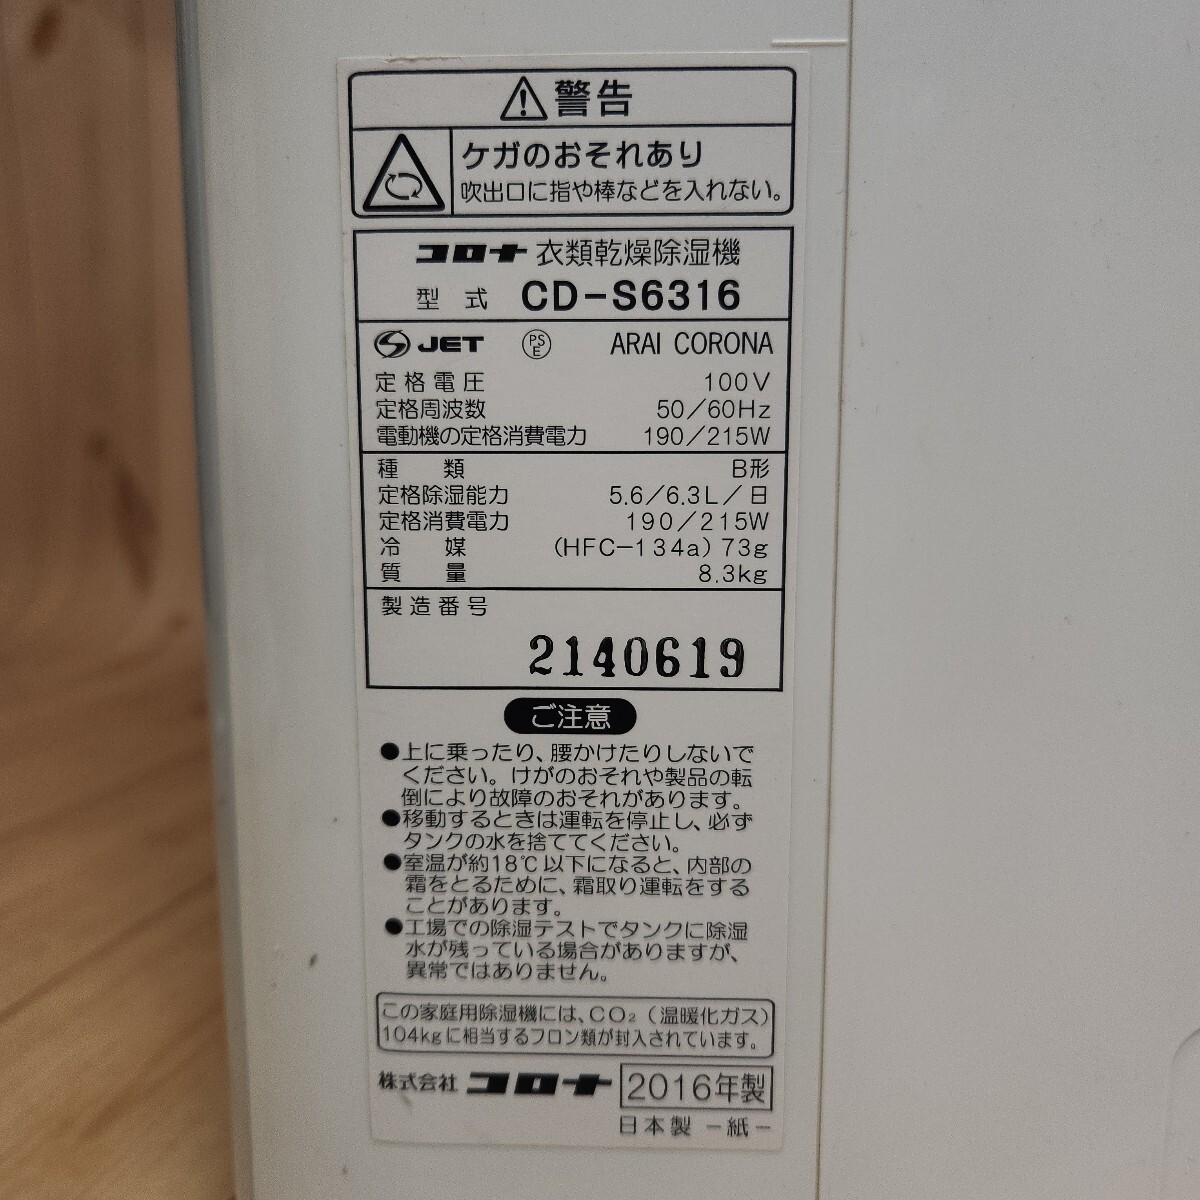 警告
ケガのおそれあり
吹出口に指や棒などを入れない。
コロナ 衣類乾燥除湿機
型 式 CD-S6316
JET PS E ARAI CORONA
定格電圧 100V
定格周波数 50/60Hz
電動機の定格消費電力 190/215W
種 類 B形
定格除湿能力 5.6/6.3L/日
定格消費電力 190/215W
冷 媒 (HFC-134a)73g
質 量 8.3kg
製造番号
2140619
ご注意
●上に乗ったり、腰かけたりしないで
ください。けがのおそれや製品の転
倒により故障のおそれがあります。
●移動するときは運転を停止し、必ず
タンクの水を捨ててください。
●室温が約18℃以下になると、内部の
霜をとるために、霜取り運転をする
ことがあります。
●工場での除湿テストでタンクに除湿
水が残っている場合がありますが、
異常ではありません。
この家庭用除湿機には、CO₂(温暖化ガス)
104kgに相当するフロン類が封入されています。
株式会社 コロナ 2016年製
日本製 -紙-